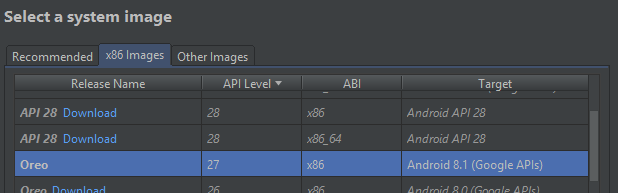 Select a system image
Recommended x86 Images Other Images
Release Name API Level ABI Target
API 28 Download 28 x86 Android API 28
API 28 Download 28 x86_64 Android API 28
Oreo 27 x86 Android 8.1 (Google APIs)
Oreo Download 26 x86 Android 8.0 (Google APIs)